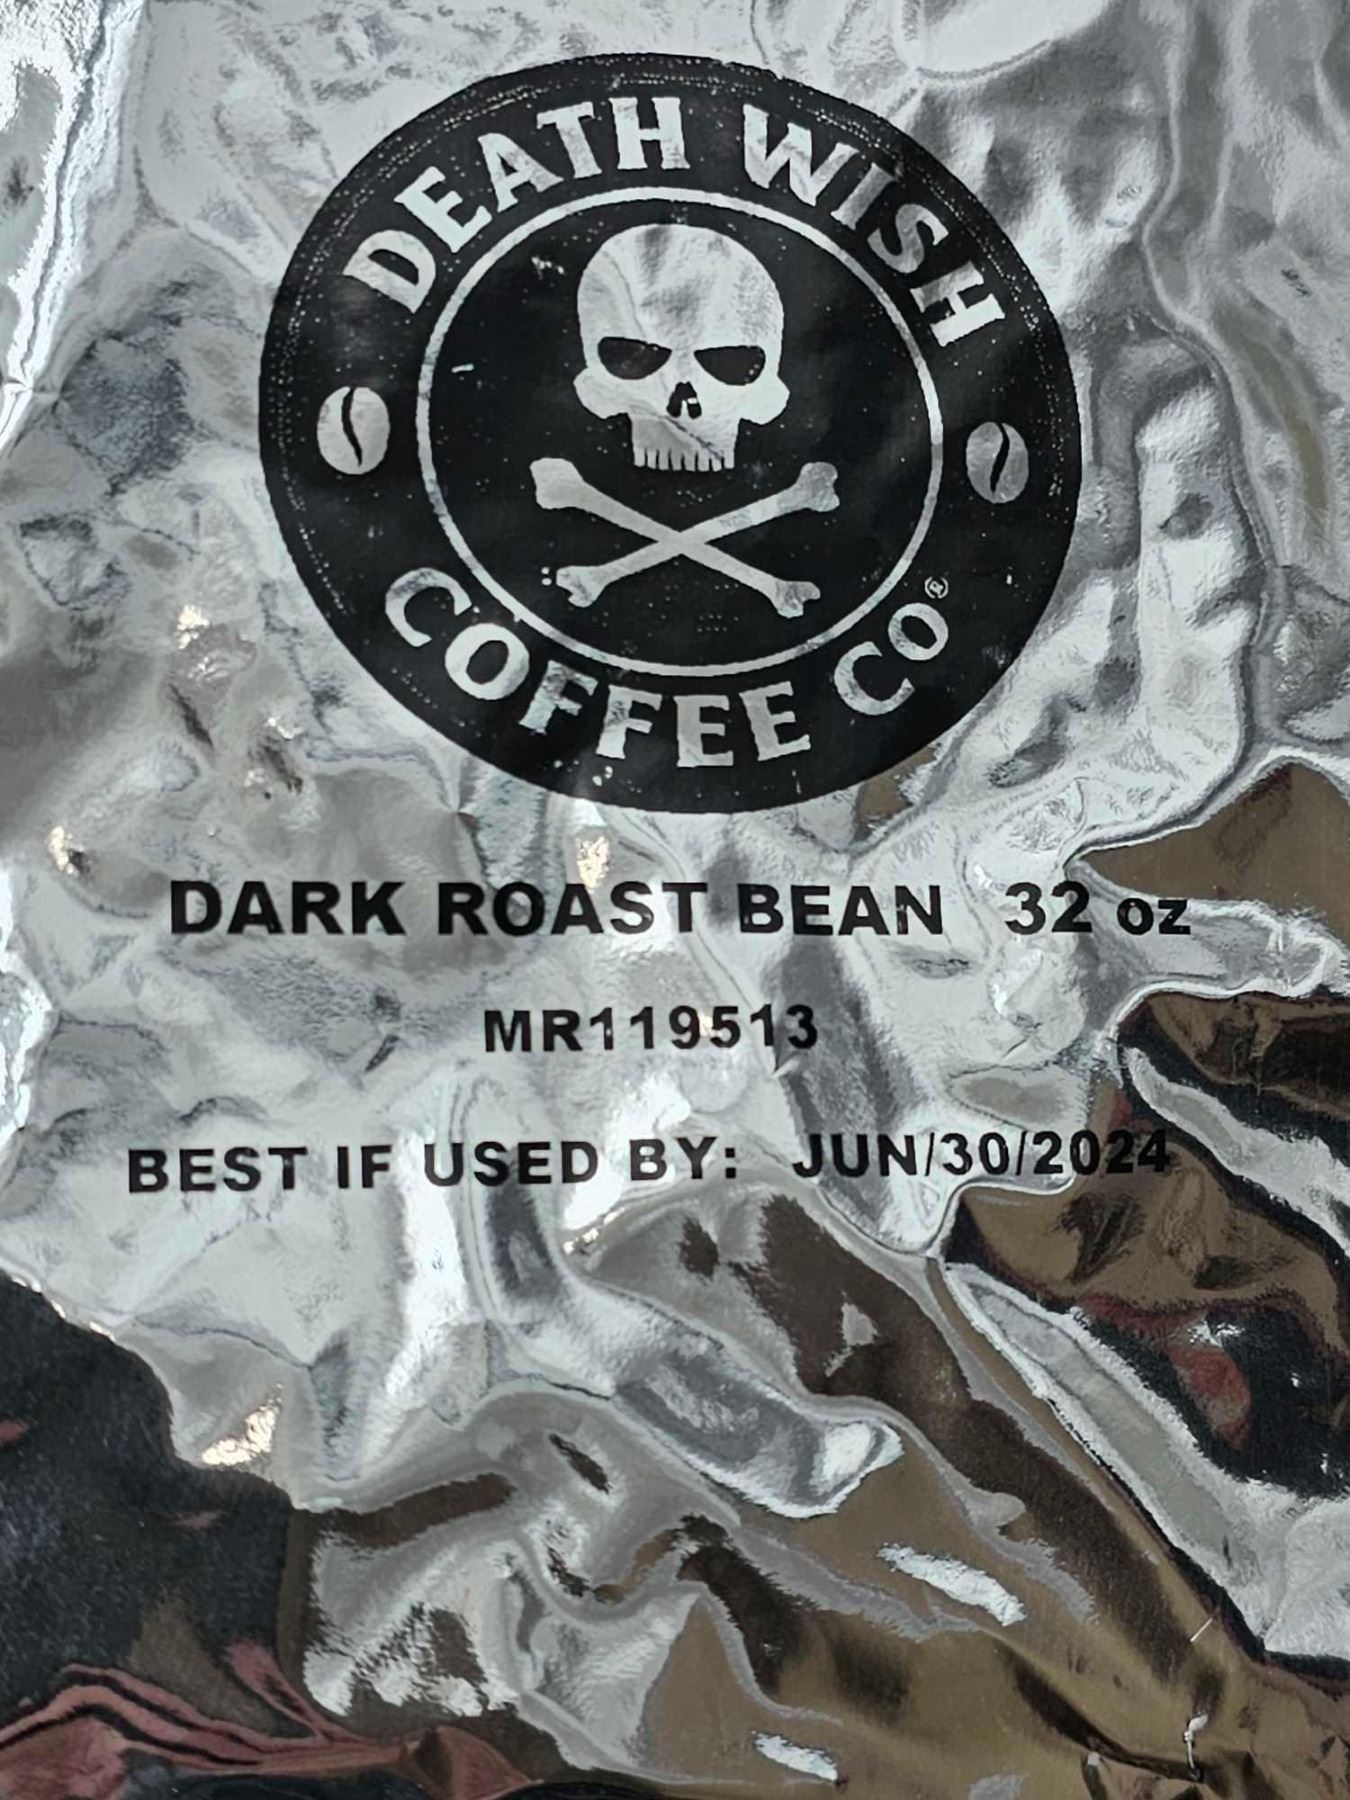 DEATH WISH
COFFEE CO®
DARK ROAST BEAN 32 oz
MR119513
BEST IF USED BY: JUN/30/2024